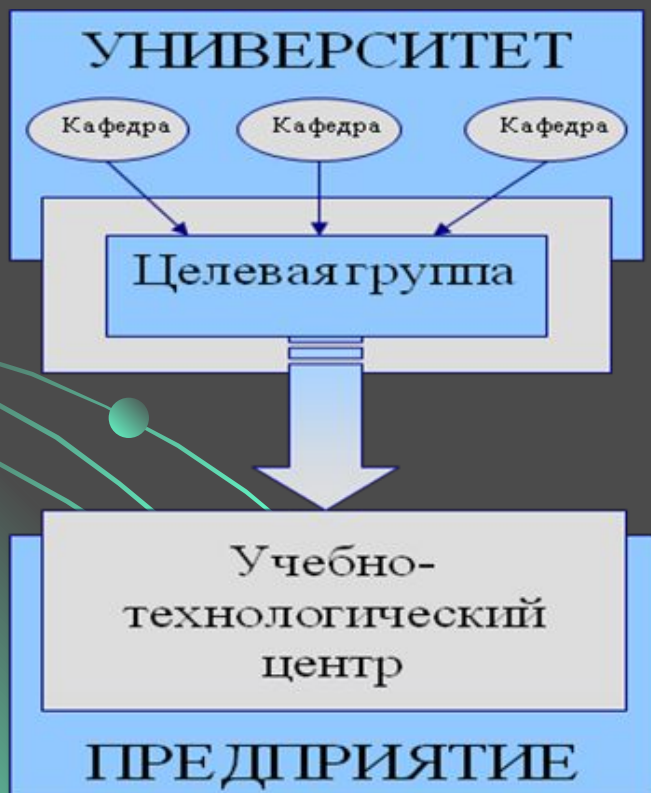 УНИВЕРСИТЕТ
Кафедра Кафедра Кафедра
Целевая группа
Учебно-
технологический
центр
ПРЕДПРИЯТИЕ